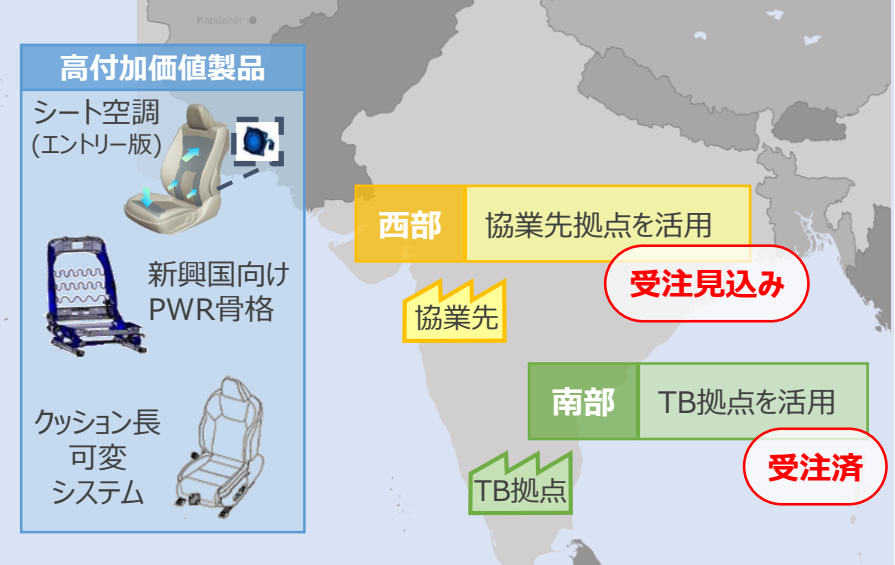 Kandahār
高付加価値製品
シート空調
(エントリー版)
新興国向け
PWR骨格
クッション長
可変
システム
西部
協業先拠点を活用
受注見込み
協業先
南部
TB拠点を活用
受注済
TB拠点